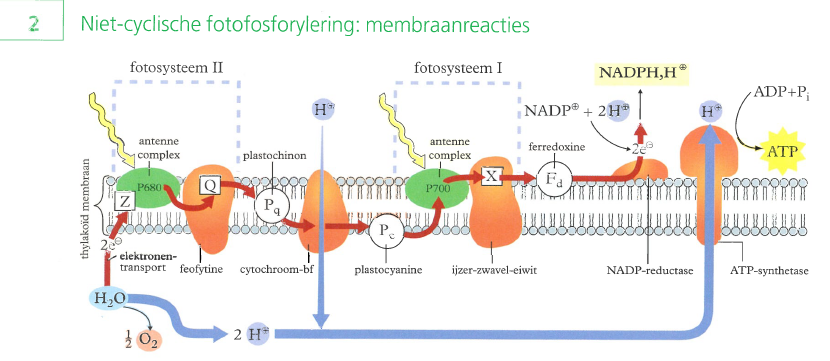 2 Niet-cyclische fotofosforylering: membraanreacties
fotosysteem II
fotosysteem I
NADPH,H⊕
ADP+Pi
H⊕
NADP⊕ + 2H⊕
H⊕
antenne
complex
plastochinon
antenne
complex
ferredoxine
2e⊖
ATP
thylakoid membraan
P680
Q
Z
Pq
P700
X
Fd
Pc
2e⊖
elektronen-
transport
feofytine
cytochroom-bf
plastocyanine
ijzer-zwavel-eiwit
NADP-reductase
ATP-synthetase
H₂O
½ O₂
2 H⊕